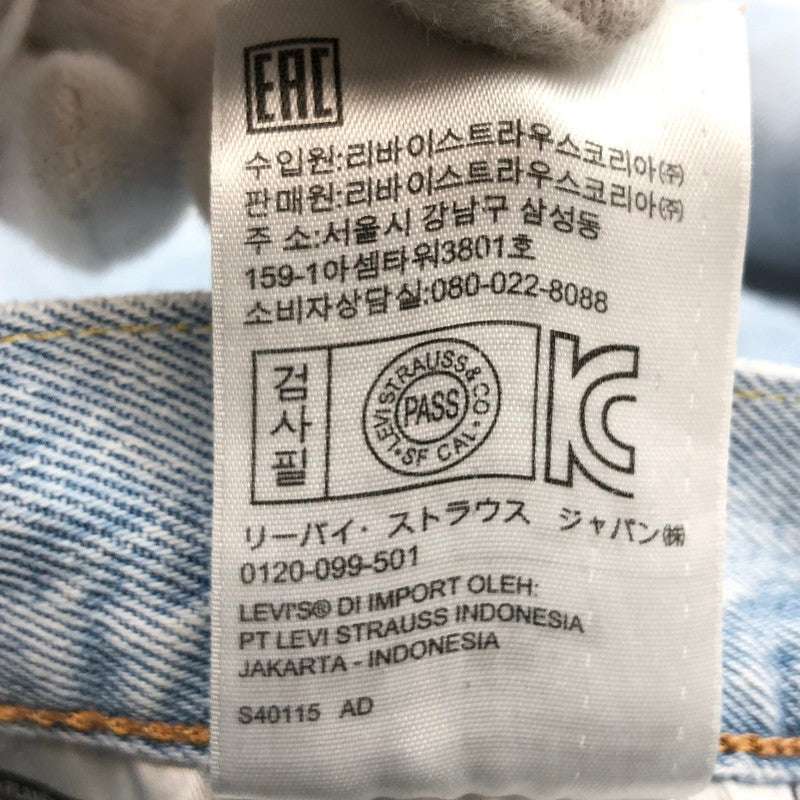 EAC
수입원:리바이스트라우스코리아㈜
판매원:리바이스트라우스코리아㈜
주 소:서울시 강남구 삼성동
159-1아셈타워3801호
소비자상담실:080-022-8088
검사필
LEVI STRAUSS & CO
PASS
SF CAL
KC
リーバイ・ストラウス ジャパン㈱
0120-099-501
LEVI'S® DI IMPORT OLEH:
PT LEVI STRAUSS INDONESIA
JAKARTA - INDONESIA
S40115 AD